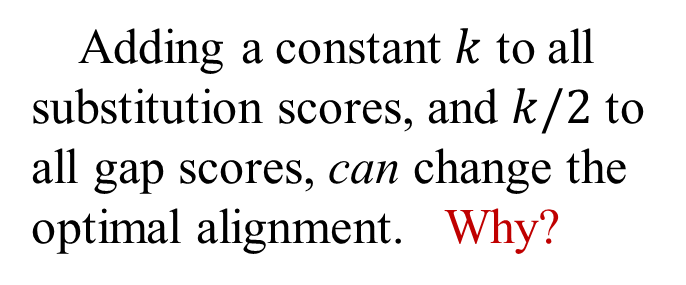 Adding a constant k to all
substitution scores, and k/2 to
all gap scores, can change the
optimal alignment. Why?